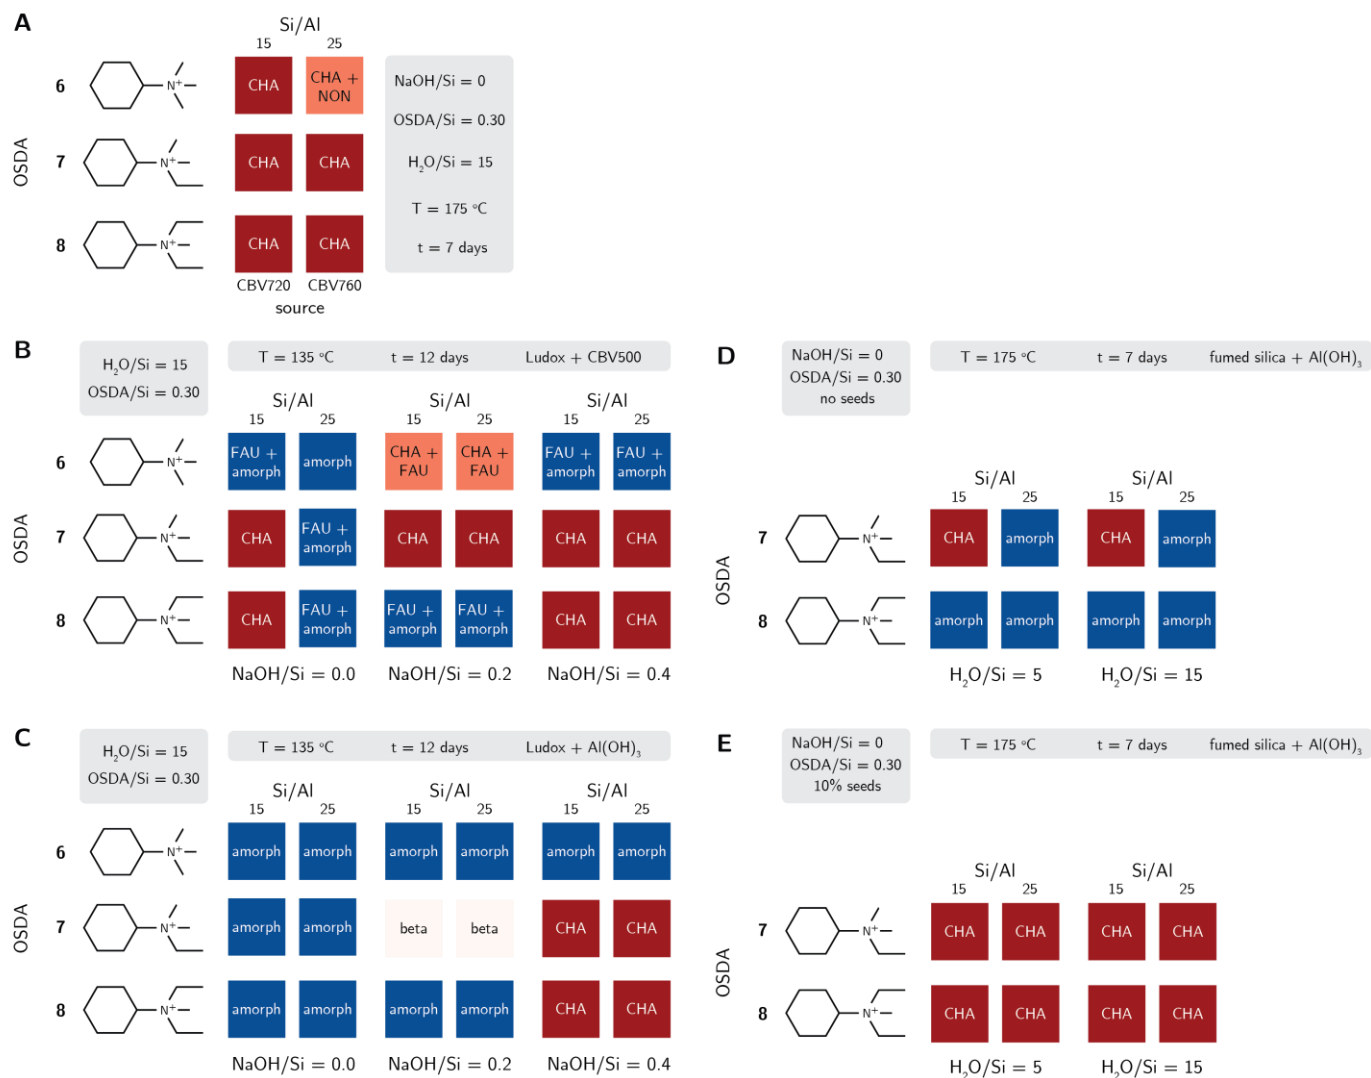 A
Si/Al
15 25
6 N+ CHA CHA + NON
7 N+ CHA CHA
8 N+ CHA CHA
OSDA
CBV720 CBV760
source
NaOH/Si = 0
OSDA/Si = 0.30
H2O/Si = 15
T = 175 °C
t = 7 days
B
H2O/Si = 15
OSDA/Si = 0.30
T = 135 °C t = 12 days Ludox + CBV500
Si/Al Si/Al Si/Al
15 25 15 25 15 25
6 N+ FAU + amorph amorph CHA + FAU CHA + FAU FAU + amorph FAU + amorph
7 N+ CHA FAU + amorph CHA CHA CHA CHA
8 N+ CHA FAU + amorph FAU + amorph FAU + amorph CHA CHA
OSDA
NaOH/Si = 0.0 NaOH/Si = 0.2 NaOH/Si = 0.4
C
H2O/Si = 15
OSDA/Si = 0.30
T = 135 °C t = 12 days Ludox + Al(OH)3
Si/Al Si/Al Si/Al
15 25 15 25 15 25
6 N+ amorph amorph amorph amorph amorph amorph
7 N+ amorph amorph beta beta CHA CHA
8 N+ amorph amorph amorph amorph CHA CHA
OSDA
NaOH/Si = 0.0 NaOH/Si = 0.2 NaOH/Si = 0.4
D
NaOH/Si = 0
OSDA/Si = 0.30
no seeds
T = 175 °C t = 7 days fumed silica + Al(OH)3
Si/Al Si/Al
15 25 15 25
7 N+ CHA amorph CHA amorph
8 N+ amorph amorph amorph amorph
OSDA
H2O/Si = 5 H2O/Si = 15
E
NaOH/Si = 0
OSDA/Si = 0.30
10% seeds
T = 175 °C t = 7 days fumed silica + Al(OH)3
Si/Al Si/Al
15 25 15 25
7 N+ CHA CHA CHA CHA
8 N+ CHA CHA CHA CHA
OSDA
H2O/Si = 5 H2O/Si = 15